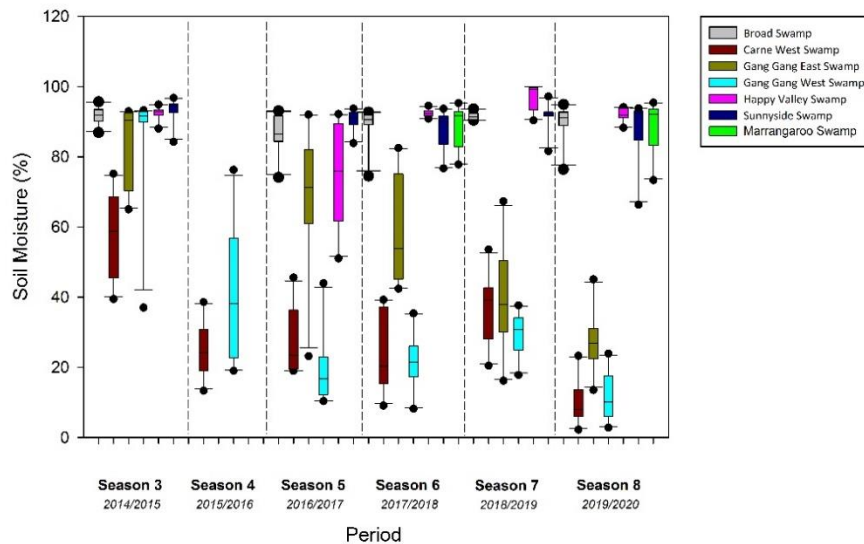 120
100
80
60
40
20
0
Soil Moisture (%)
Season 3
Season 4
Season 5
Season 6
Season 7
Season 8
2014/2015
2015/2016
2016/2017
2017/2018
2018/2019
2019/2020
Period
Broad Swamp
Carne West Swamp
Gang Gang East Swamp
Gang Gang West Swamp
Happy Valley Swamp
Sunnyside Swamp
Marrangaroo Swamp